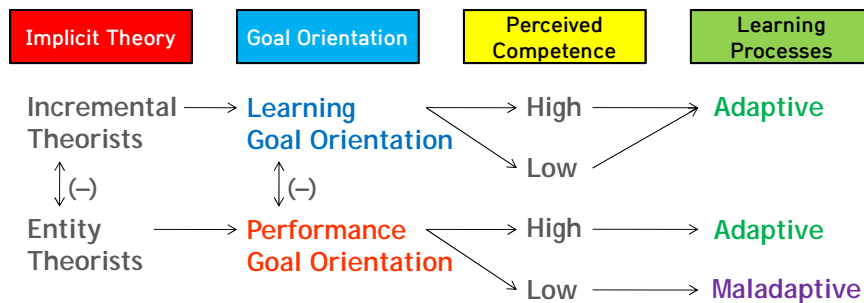 Implicit Theory
Goal Orientation
Perceived
Competence
Learning
Processes
Incremental
Theorists
Learning
Goal Orientation
High
Adaptive
Low
(–)
(–)
Entity
Theorists
Performance
Goal Orientation
High
Adaptive
Low
Maladaptive